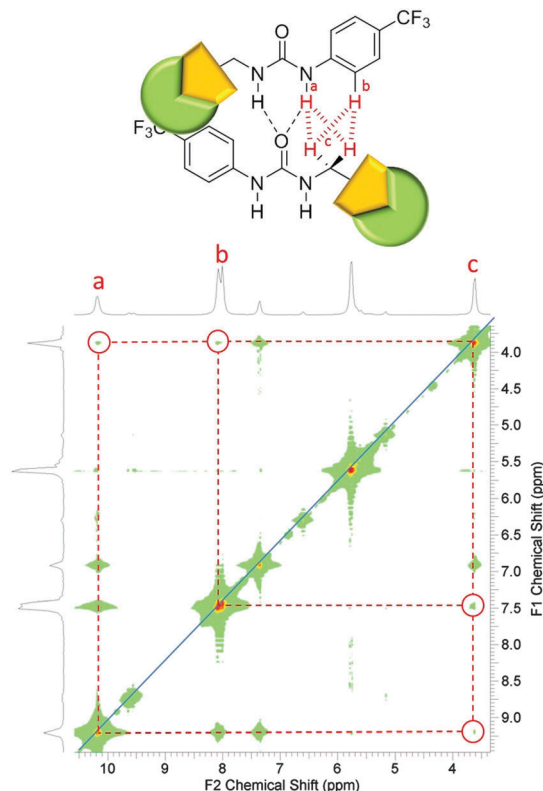 CF₃
O
N
H
N
H
a
H
b
H
F₃C
O
H
c
H
N
H
N
H
a
b
c
4.0
4.5
5.0
5.5
6.0
6.5
7.0
7.5
8.0
8.5
9.0
F1 Chemical Shift (ppm)
10
9
8
7
6
5
4
F2 Chemical Shift (ppm)